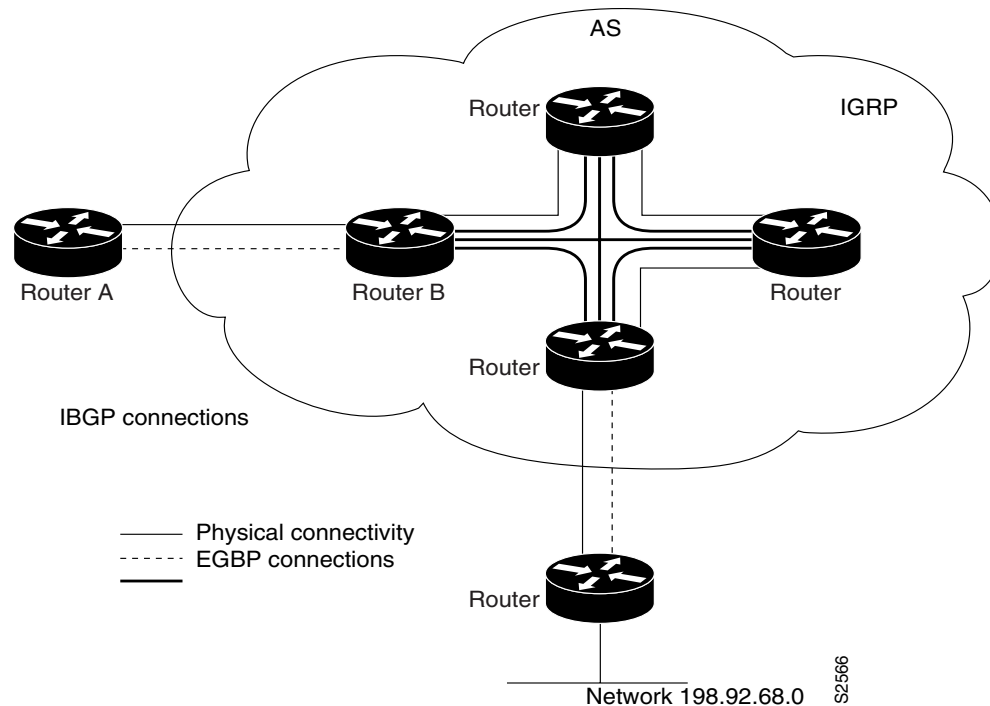 AS
Router
IGRP
Router A
Router B
Router
Router
IBGP connections
Physical connectivity
EGBP connections
Router
Network 198.92.68.0
S2566